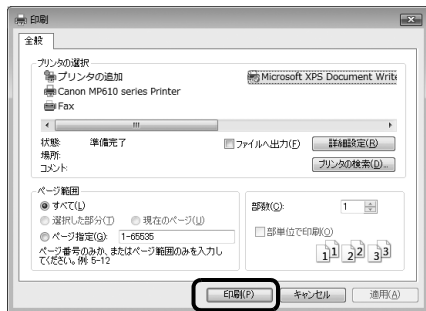 印刷
全般
プリンタの選択
プリンタの追加
Microsoft XPS Document Write
Canon MP610 series Printer
Fax
状態: 準備完了
ファイルへ出力(F)
詳細設定(R)
場所:
コメント:
プリンタの検索(D)...
ページ範囲
すべて(L)
選択した部分(T)
現在のページ(U)
ページ指定(G): 1-65535
ページ番号のみか、またはページ範囲のみを入力し
てください。例: 5-12
部数(C): 1
部単位で印刷(O)
11 22 33
印刷(P)
キャンセル
適用(A)